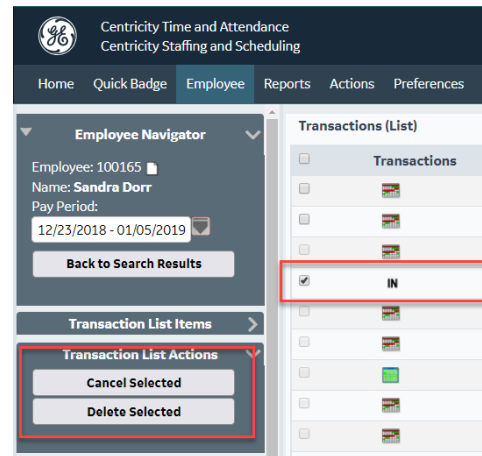 Centricity Time and Attendance
Centricity Staffing and Scheduling
Home Quick Badge Employee Reports Actions Preferences
Employee Navigator
Employee: 100165
Name: Sandra Dorr
Pay Period:
12/23/2018 - 01/05/2019
Back to Search Results
Transaction List Items
Transaction List Actions
Cancel Selected
Delete Selected
Transactions (List)
Transactions
IN